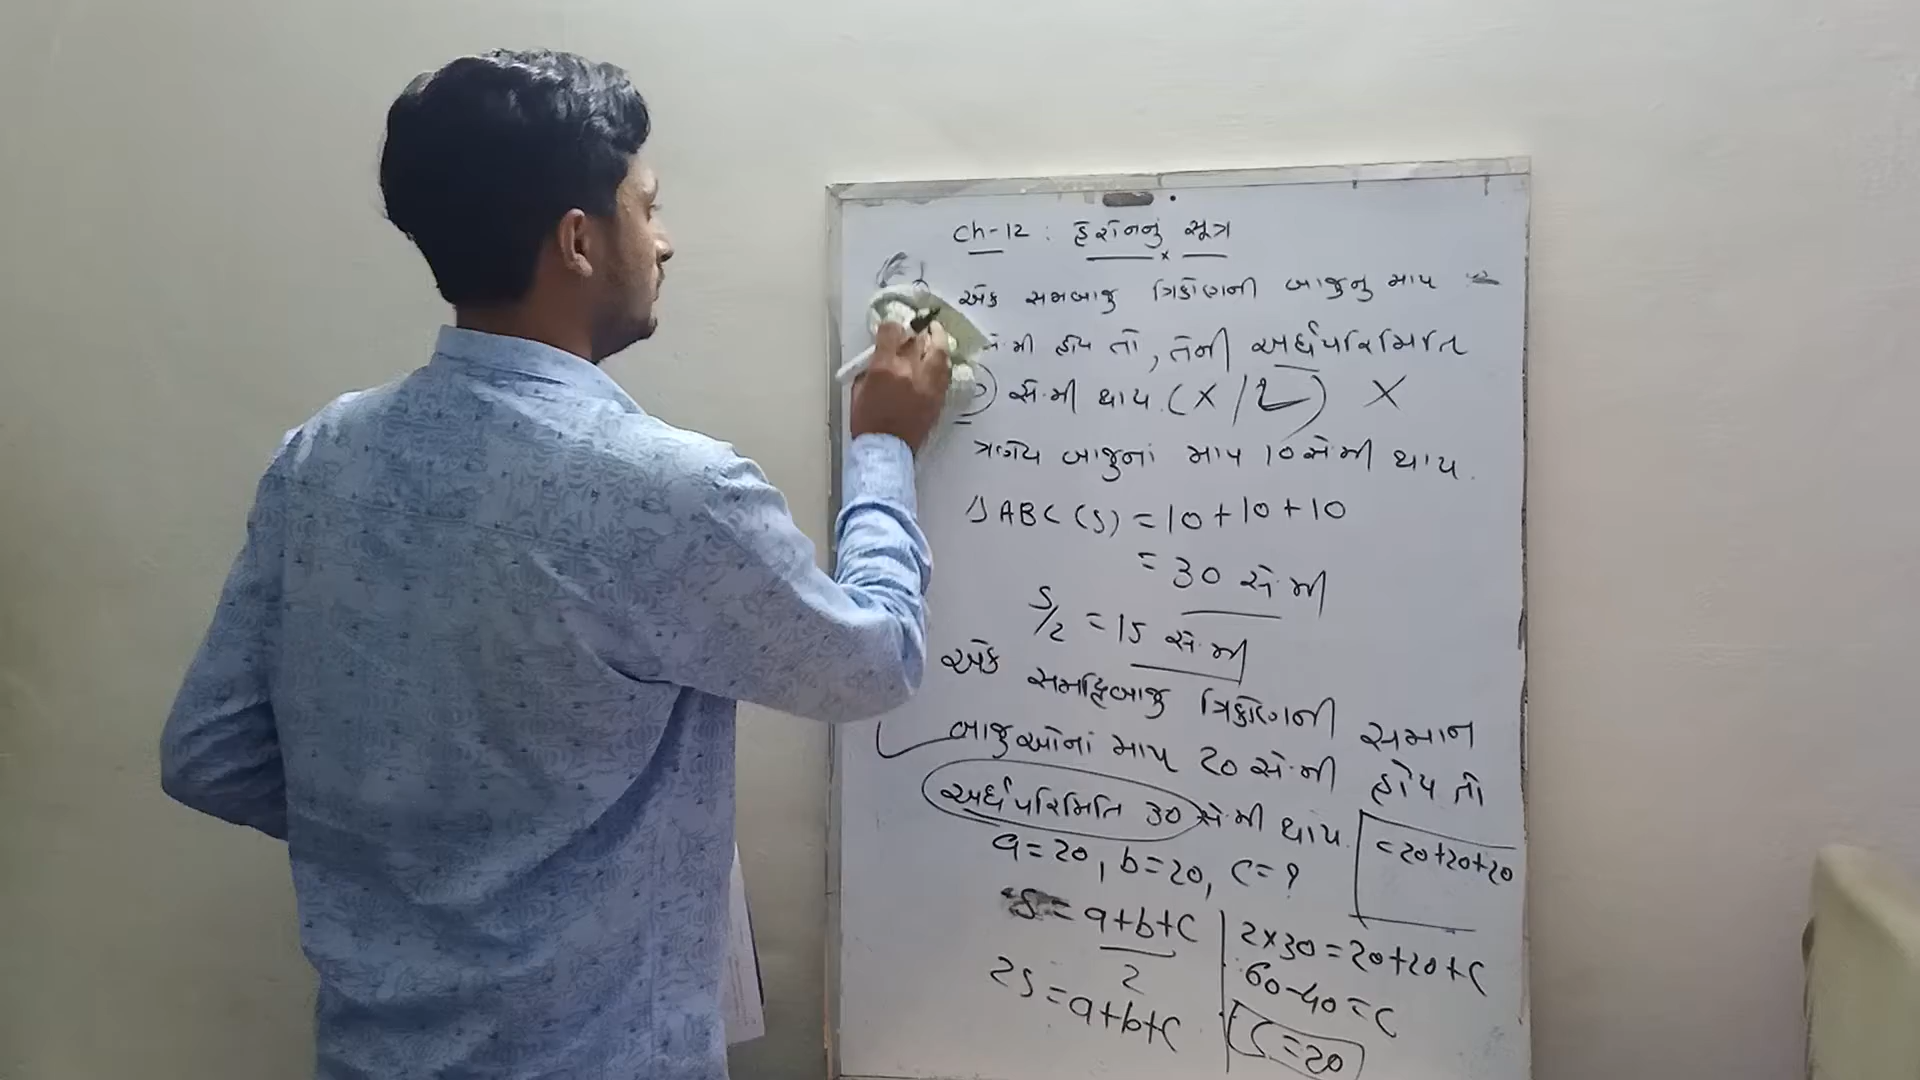 Ch-12 : હેરોનનું સૂત્ર
એક સમબાજુ ત્રિકોણની બાજુનુ માપ
સે.મી હોય તો, તેની અર્ધપરિમિતિ
સે.મી થાય (X / 2) X
ત્રણેય બાજુનાં માપ 10 સે.મી થાય.
△ABC (S) = 10 + 10 + 10
= 30 સે.મી
S/2 = 15 સે.મી
એક સમદ્વિબાજુ ત્રિકોણની સમાન
બાજુઓનાં માપ 20 સે.મી હોય તો
અર્ધપરિમિતિ 30 સે.મી થાય.
= 20+20+20
a=20, b=20, C=?
S = a+b+C / 2
2S = a+b+C
2×30 = 20+20+C
60-40 = C
C = 20